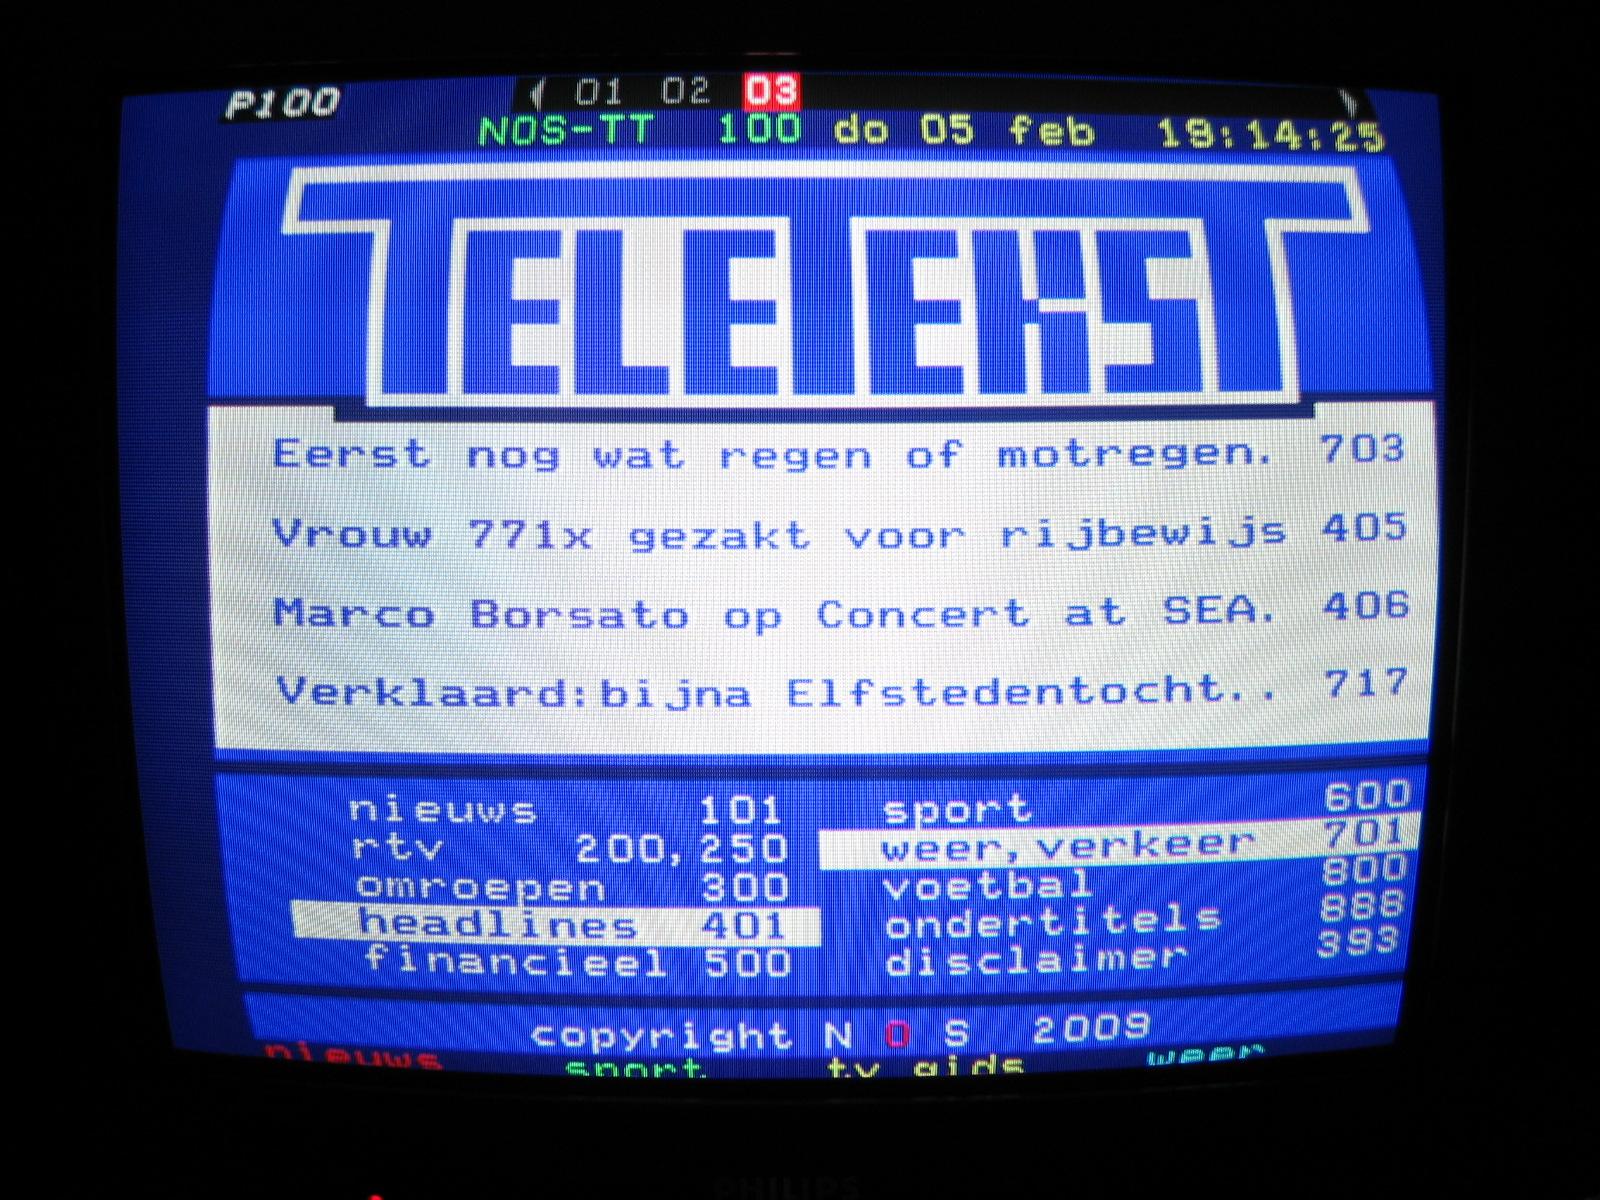 P100 01 02 03
NOS-TT 100 do 05 feb 19:14:25
TELETEKST
Eerst nog wat regen of motregen. 703
Vrouw 771x gezakt voor rijbewijs 405
Marco Borsato op Concert at SEA. 406
Verklaard:bijna Elfstedentocht.. 717
nieuws 101 sport 600
rtv 200,250 weer,verkeer 701
omroepen 300 voetbal 800
headlines 401 ondertitels 888
financieel 500 disclaimer 393
copyright N O S 2009
nieuws sport tv gids weer
PHILIPS